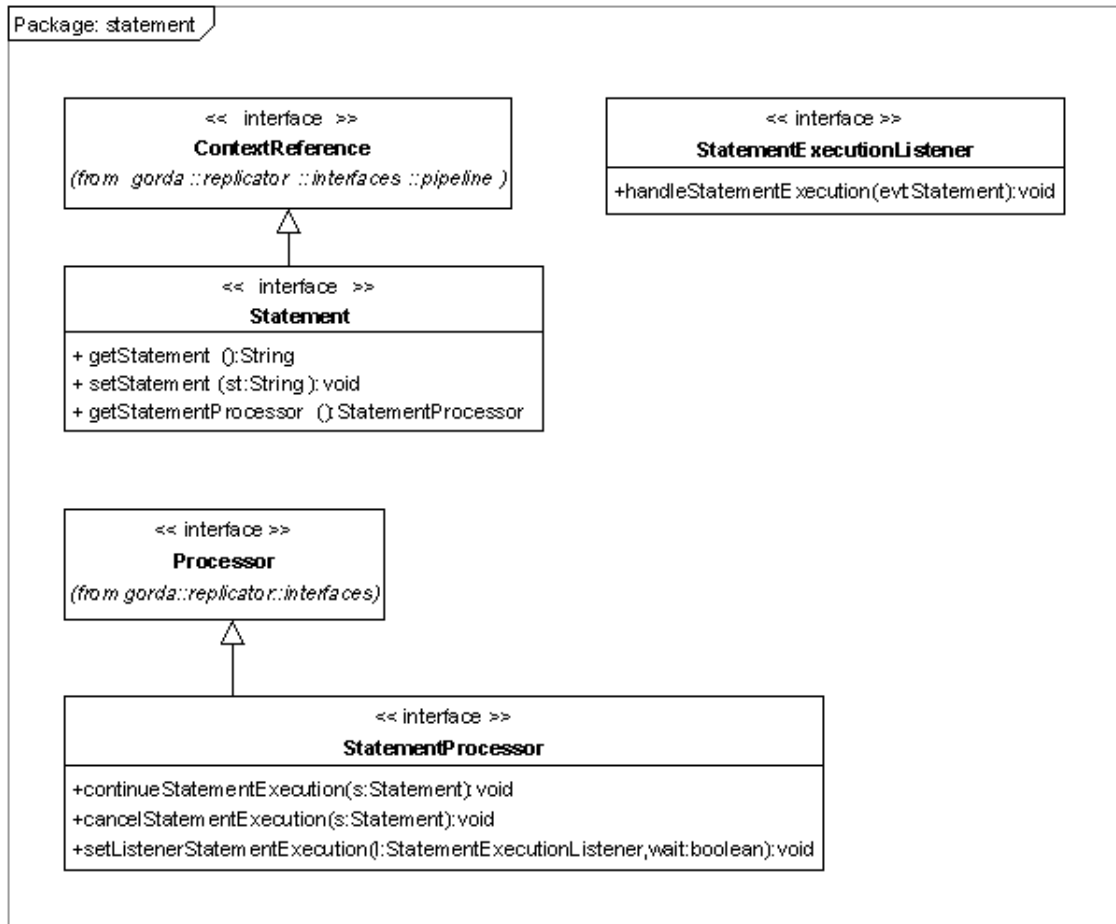 Package: statement
<< interface >>
ContextReference
(from gorda :: replicator :: interfaces :: pipeline )
<< interface >>
StatementExecutionListener
+handleStatementExecution(evt:Statement):void
<< interface >>
Statement
+ getStatement ():String
+ setStatement (st:String ): void
+ getStatementProcessor ():StatementProcessor
<< interface >>
Processor
(from gorda::replicator::interfaces)
<< interface >>
StatementProcessor
+continueStatementExecution(s:Statement):void
+cancelStatementExecution(s:Statement):void
+setListenerStatementExecution(l:StatementExecutionListener,wait:boolean):void